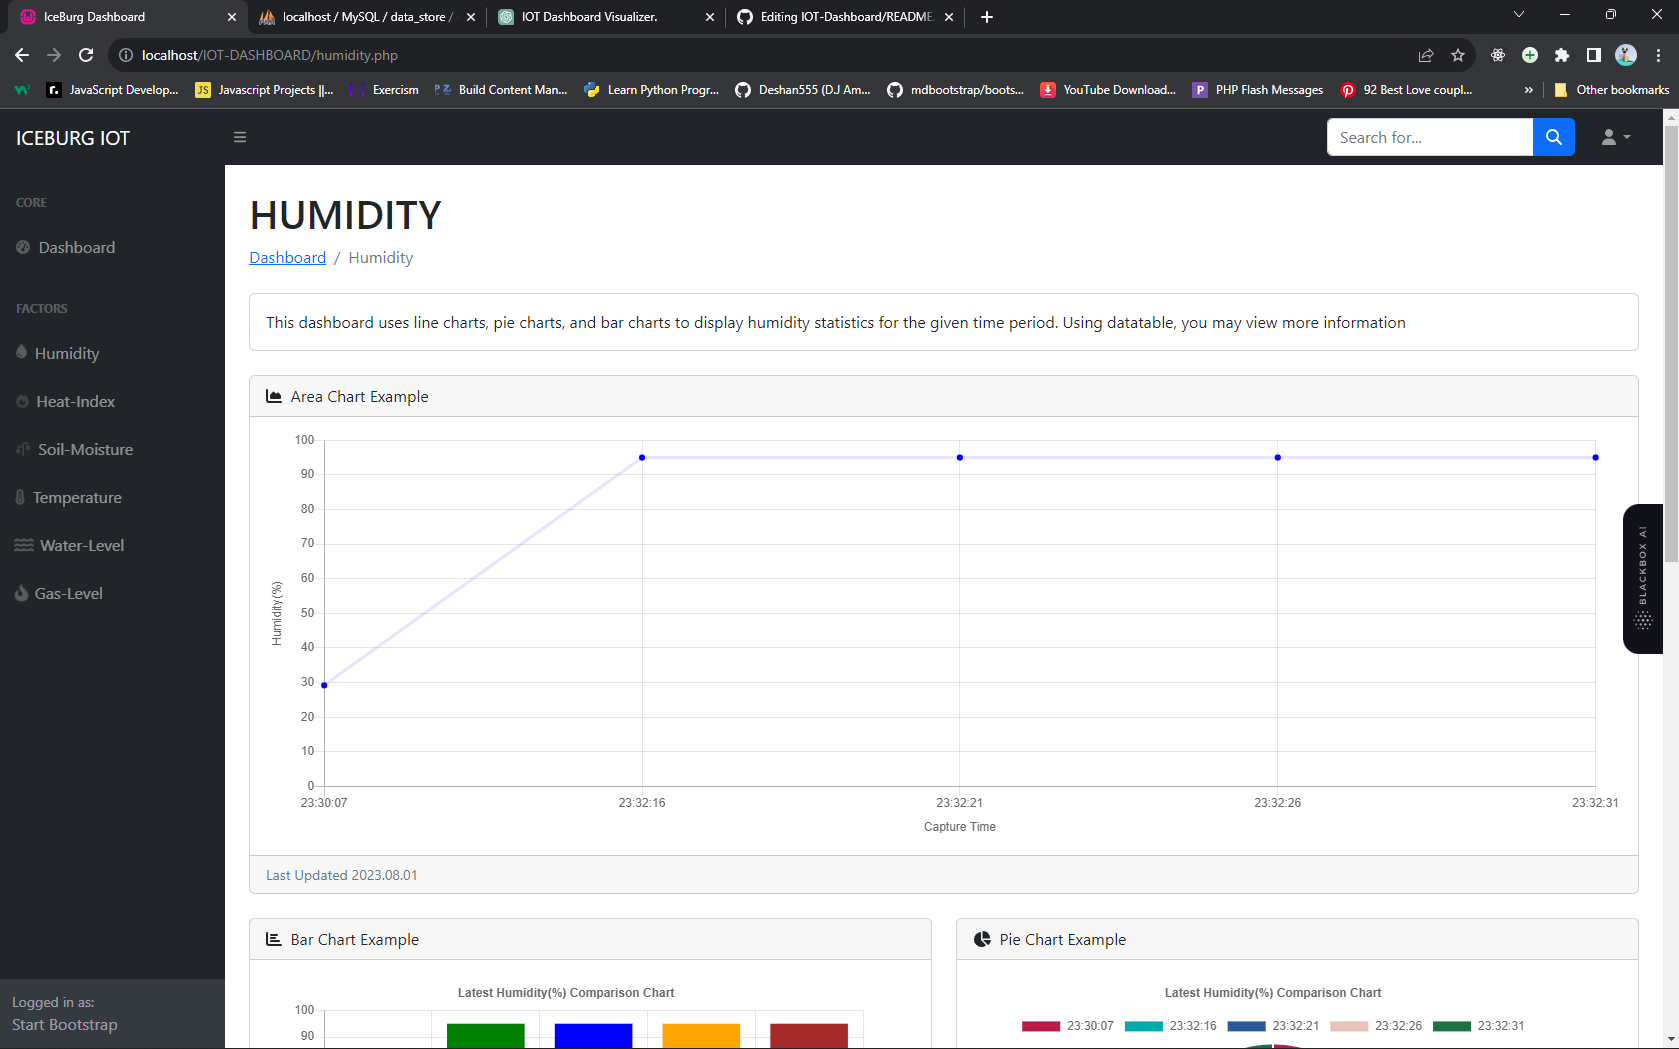 IceBurg Dashboard
localhost / MySQL / data_store /
IOT Dashboard Visualizer.
Editing IOT-Dashboard/README.
localhost/IOT-DASHBOARD/humidity.php
JavaScript Develop...
JS Javascript Projects ||...
Exercism
Build Content Man...
Learn Python Progr...
Deshan555 (DJ Am...
mdbootstrap/boots...
YouTube Download...
P PHP Flash Messages
92 Best Love coupl...
»
Other bookmarks
ICEBURG IOT
Search for...
CORE
Dashboard
FACTORS
Humidity
Heat-Index
Soil-Moisture
Temperature
Water-Level
Gas-Level
Logged in as:
Start Bootstrap
HUMIDITY
Dashboard / Humidity
This dashboard uses line charts, pie charts, and bar charts to display humidity statistics for the given time period. Using datatable, you may view more information
Area Chart Example
100
90
80
70
60
50
40
30
20
10
0
Humidity(%)
23:30:07 23:32:16 23:32:21 23:32:26 23:32:31
Capture Time
Last Updated 2023.08.01
BLACKBOX AI
Bar Chart Example
Latest Humidity(%) Comparison Chart
100
90
Pie Chart Example
Latest Humidity(%) Comparison Chart
23:30:07 23:32:16 23:32:21 23:32:26 23:32:31